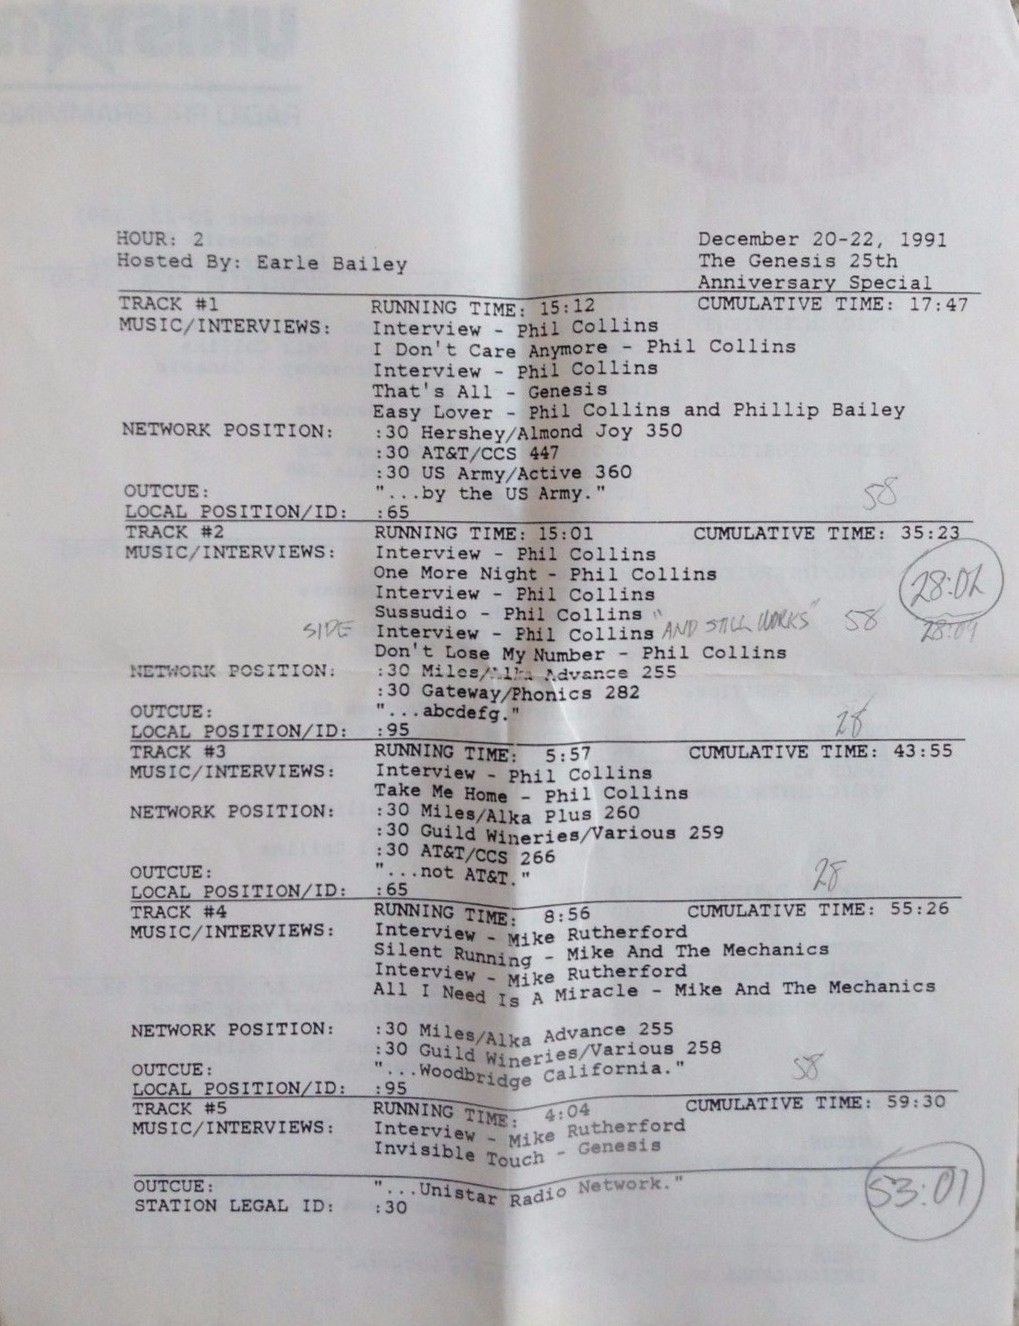 HOUR: 2 December 20-22, 1991
Hosted By: Earle Bailey The Genesis 25th
Anniversary Special
TRACK #1 RUNNING TIME: 15:12 CUMULATIVE TIME: 17:47
MUSIC/INTERVIEWS: Interview - Phil Collins
I Don't Care Anymore - Phil Collins
Interview - Phil Collins
That's All - Genesis
Easy Lover - Phil Collins and Phillip Bailey
NETWORK POSITION: :30 Hershey/Almond Joy 350
:30 AT&T/CCS 447
:30 US Army/Active 360
OUTCUE: "...by the US Army." 58
LOCAL POSITION/ID: :65
TRACK #2 RUNNING TIME: 15:01 CUMULATIVE TIME: 35:23
MUSIC/INTERVIEWS: Interview - Phil Collins
One More Night - Phil Collins
Interview - Phil Collins 28:02
Sussudio - Phil Collins
SIDE Interview - Phil Collins "AND STILL WORKS" 58 28:07
Don't Lose My Number - Phil Collins
NETWORK POSITION: :30 Miles/Alka Advance 255
:30 Gateway/Phonics 282
OUTCUE: "...abcdefg." 28
LOCAL POSITION/ID: :95
TRACK #3 RUNNING TIME: 5:57 CUMULATIVE TIME: 43:55
MUSIC/INTERVIEWS: Interview - Phil Collins
Take Me Home - Phil Collins
NETWORK POSITION: :30 Miles/Alka Plus 260
:30 Guild Wineries/Various 259
:30 AT&T/CCS 266
OUTCUE: "...not AT&T." 28
LOCAL POSITION/ID: :65
TRACK #4 RUNNING TIME: 8:56 CUMULATIVE TIME: 55:26
MUSIC/INTERVIEWS: Interview - Mike Rutherford
Silent Running - Mike And The Mechanics
Interview - Mike Rutherford
All I Need Is A Miracle - Mike And The Mechanics
NETWORK POSITION: :30 Miles/Alka Advance 255
:30 Guild Wineries/Various 258
OUTCUE: "...Woodbridge California." 58
LOCAL POSITION/ID: :95
TRACK #5 RUNNING TIME: 4:04 CUMULATIVE TIME: 59:30
MUSIC/INTERVIEWS: Interview - Mike Rutherford
Invisible Touch - Genesis
OUTCUE: "...Unistar Radio Network." 53:01
STATION LEGAL ID: :30